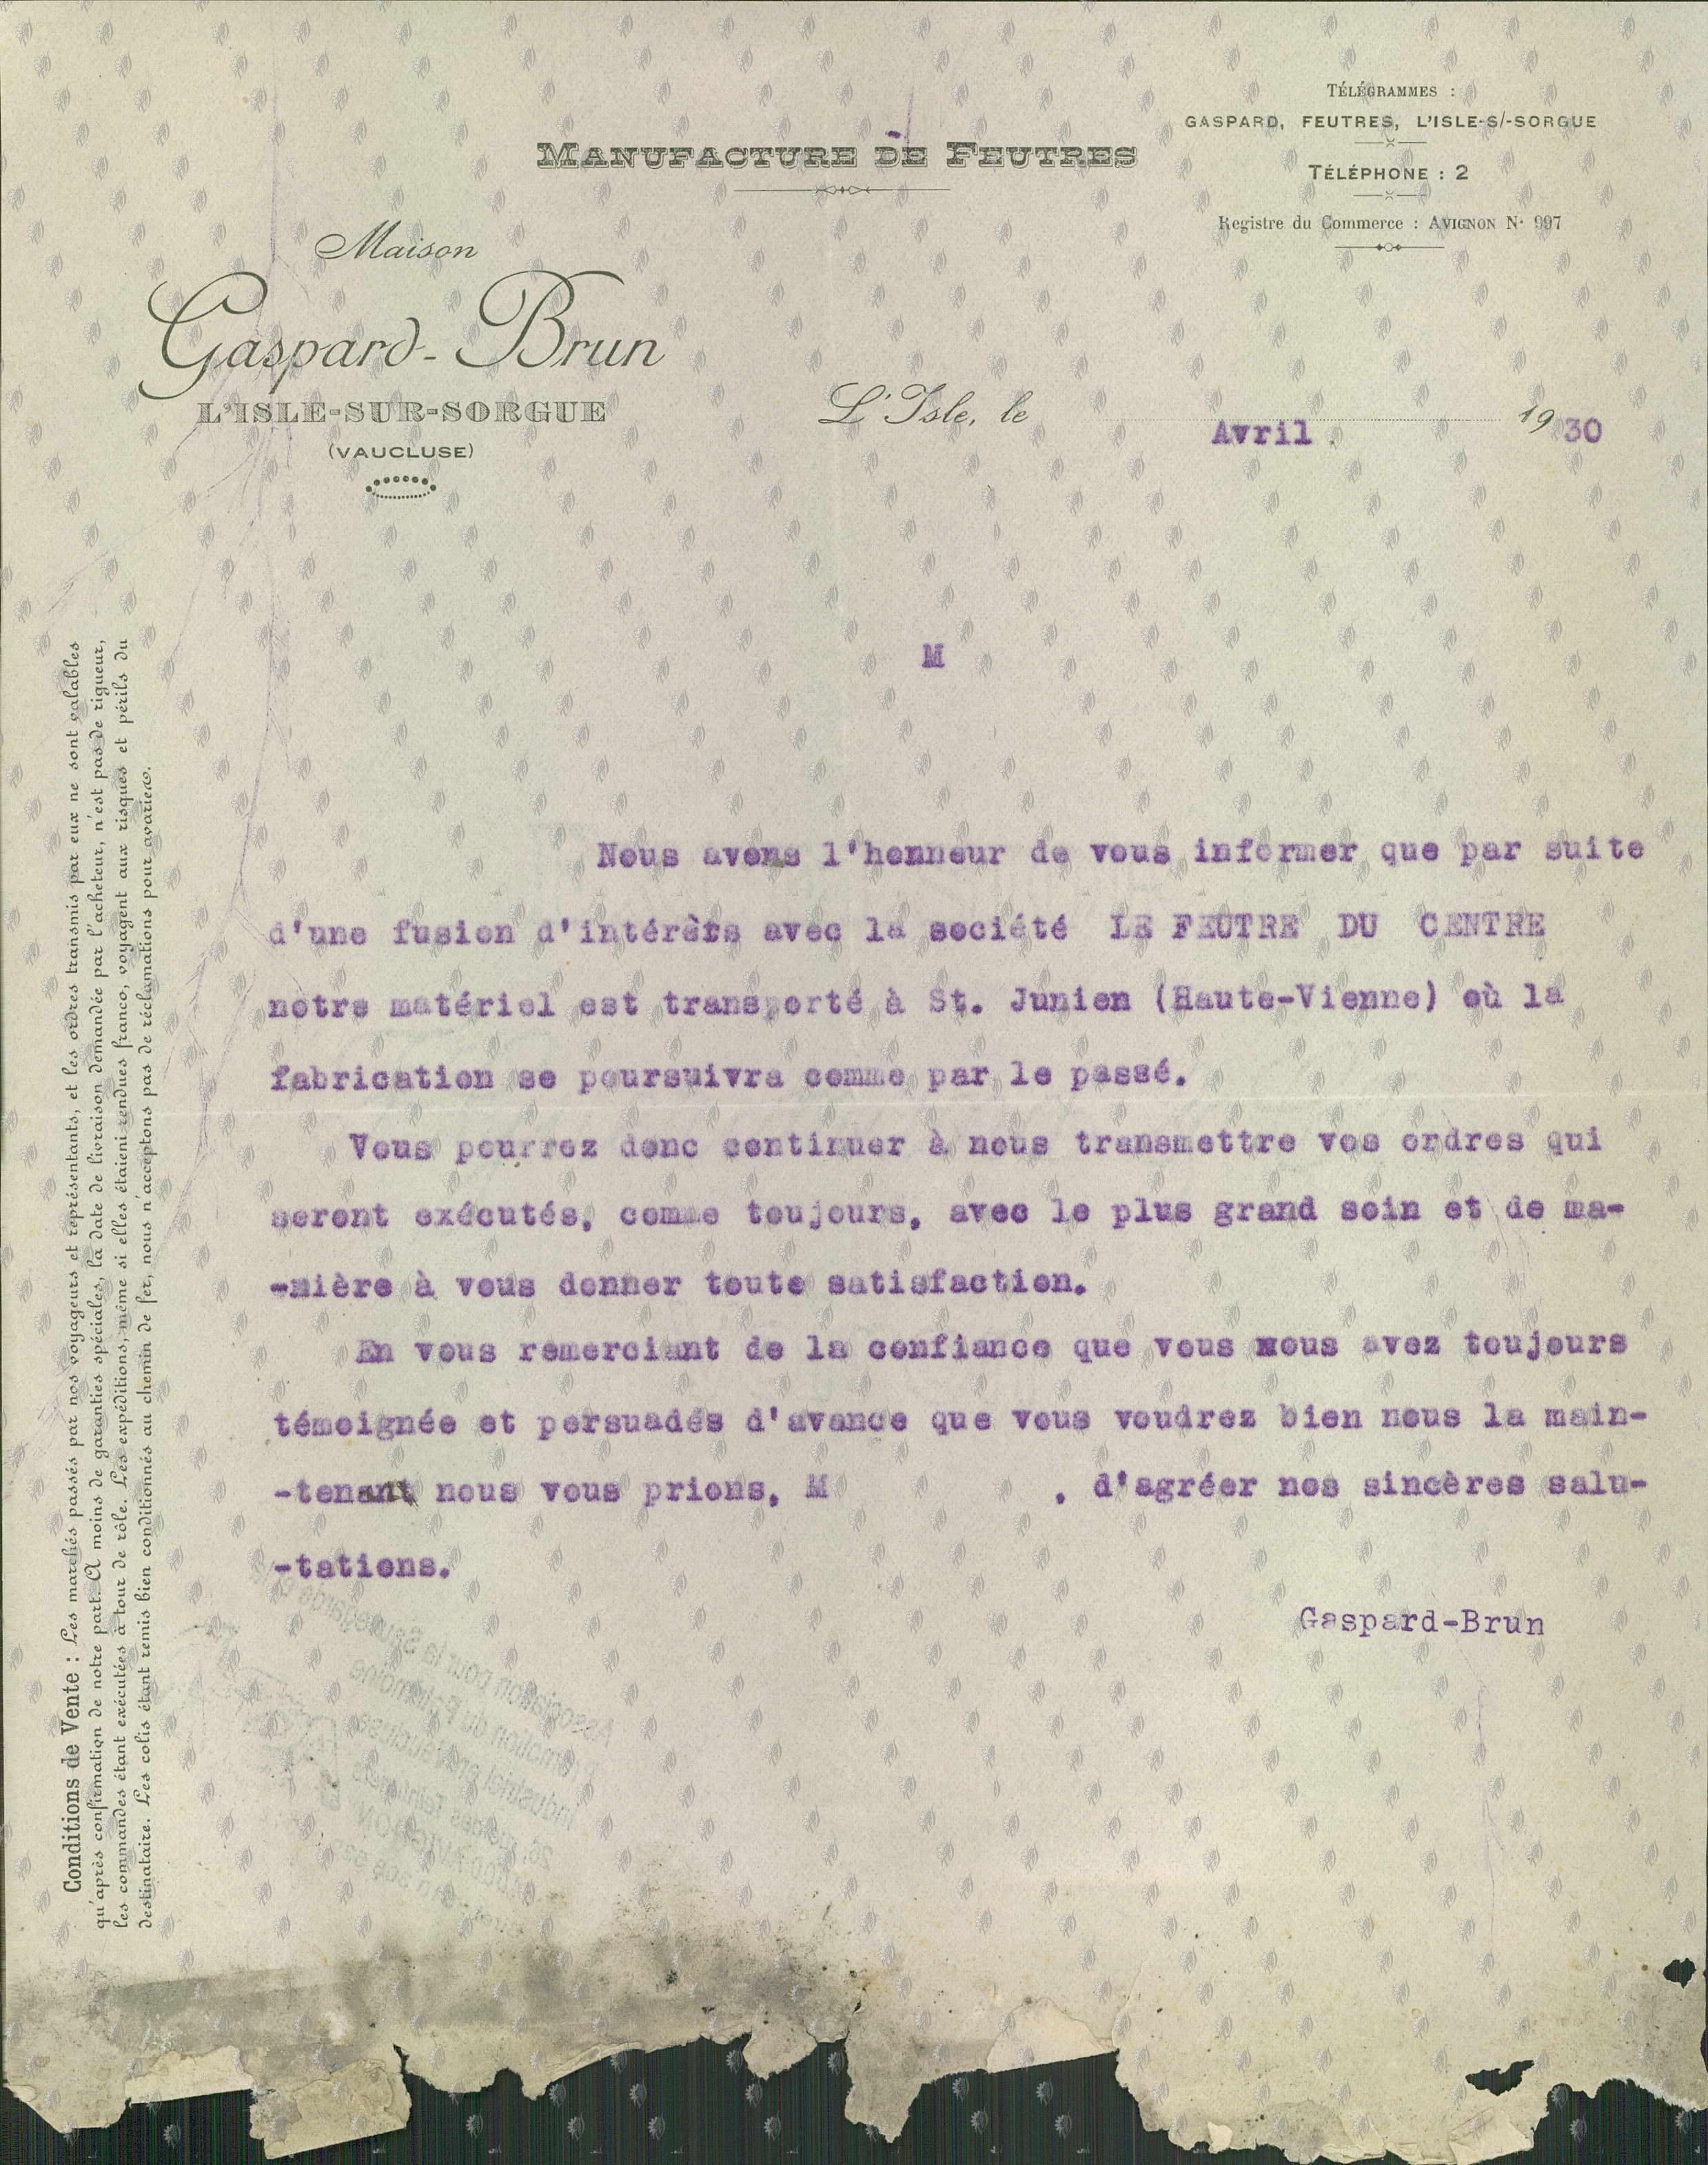 TÉLÉGRAMMES :
GASPARD, FEUTRES, L'ISLE-S/-SORGUE
TÉLÉPHONE : 2
Registre du Commerce : AVIGNON N° 997
MANUFACTURE DE FEUTRES
Maison
Gaspard-Brun
L'ISLE-SUR-SORGUE
(VAUCLUSE)
L'Isle, le Avril . 1930
M
Nous avons l'honneur de vous informer que par suite
d'une fusion d'intérèts avec la société LE FEUTRE DU CENTRE
notre matériel est transporté à St. Junien (Haute-Vienne) où la
fabrication se poursuivra comme par le passé.
Vous pourrez donc continuer à nous transmettre vos ordres qui
seront exécutés, comme toujours, avec le plus grand soin et de ma-
-nière à vous donner toute satisfaction.
En vous remerciant de la confiance que vous nous avez toujours
témoignée et persuadés d'avance que vous voudrez bien nous la main-
-tenant nous vous prions, M , d'agréer nos sincères salu-
-tations.
Gaspard-Brun
Conditions de Vente : Les marchés passés par nos voyageurs et représentants, et les ordres transmis par eux ne sont valables
qu'après confirmation de notre part. A moins de garanties spéciales, la date de livraison demandée par l'acheteur, n'est pas de rigueur,
les commandes étant exécutées à tour de rôle. Les expéditions, même si elles étaient rendues franco, voyagent aux risques et périls du
destinataire. Les colis étant remis bien conditionnés au chemin de fer, nous n'acceptons pas de réclamations pour avaries.
Association pour la Sauvegarde et la
Promotion du Patrimoine
Industriel en Vaucluse
AVIGNON